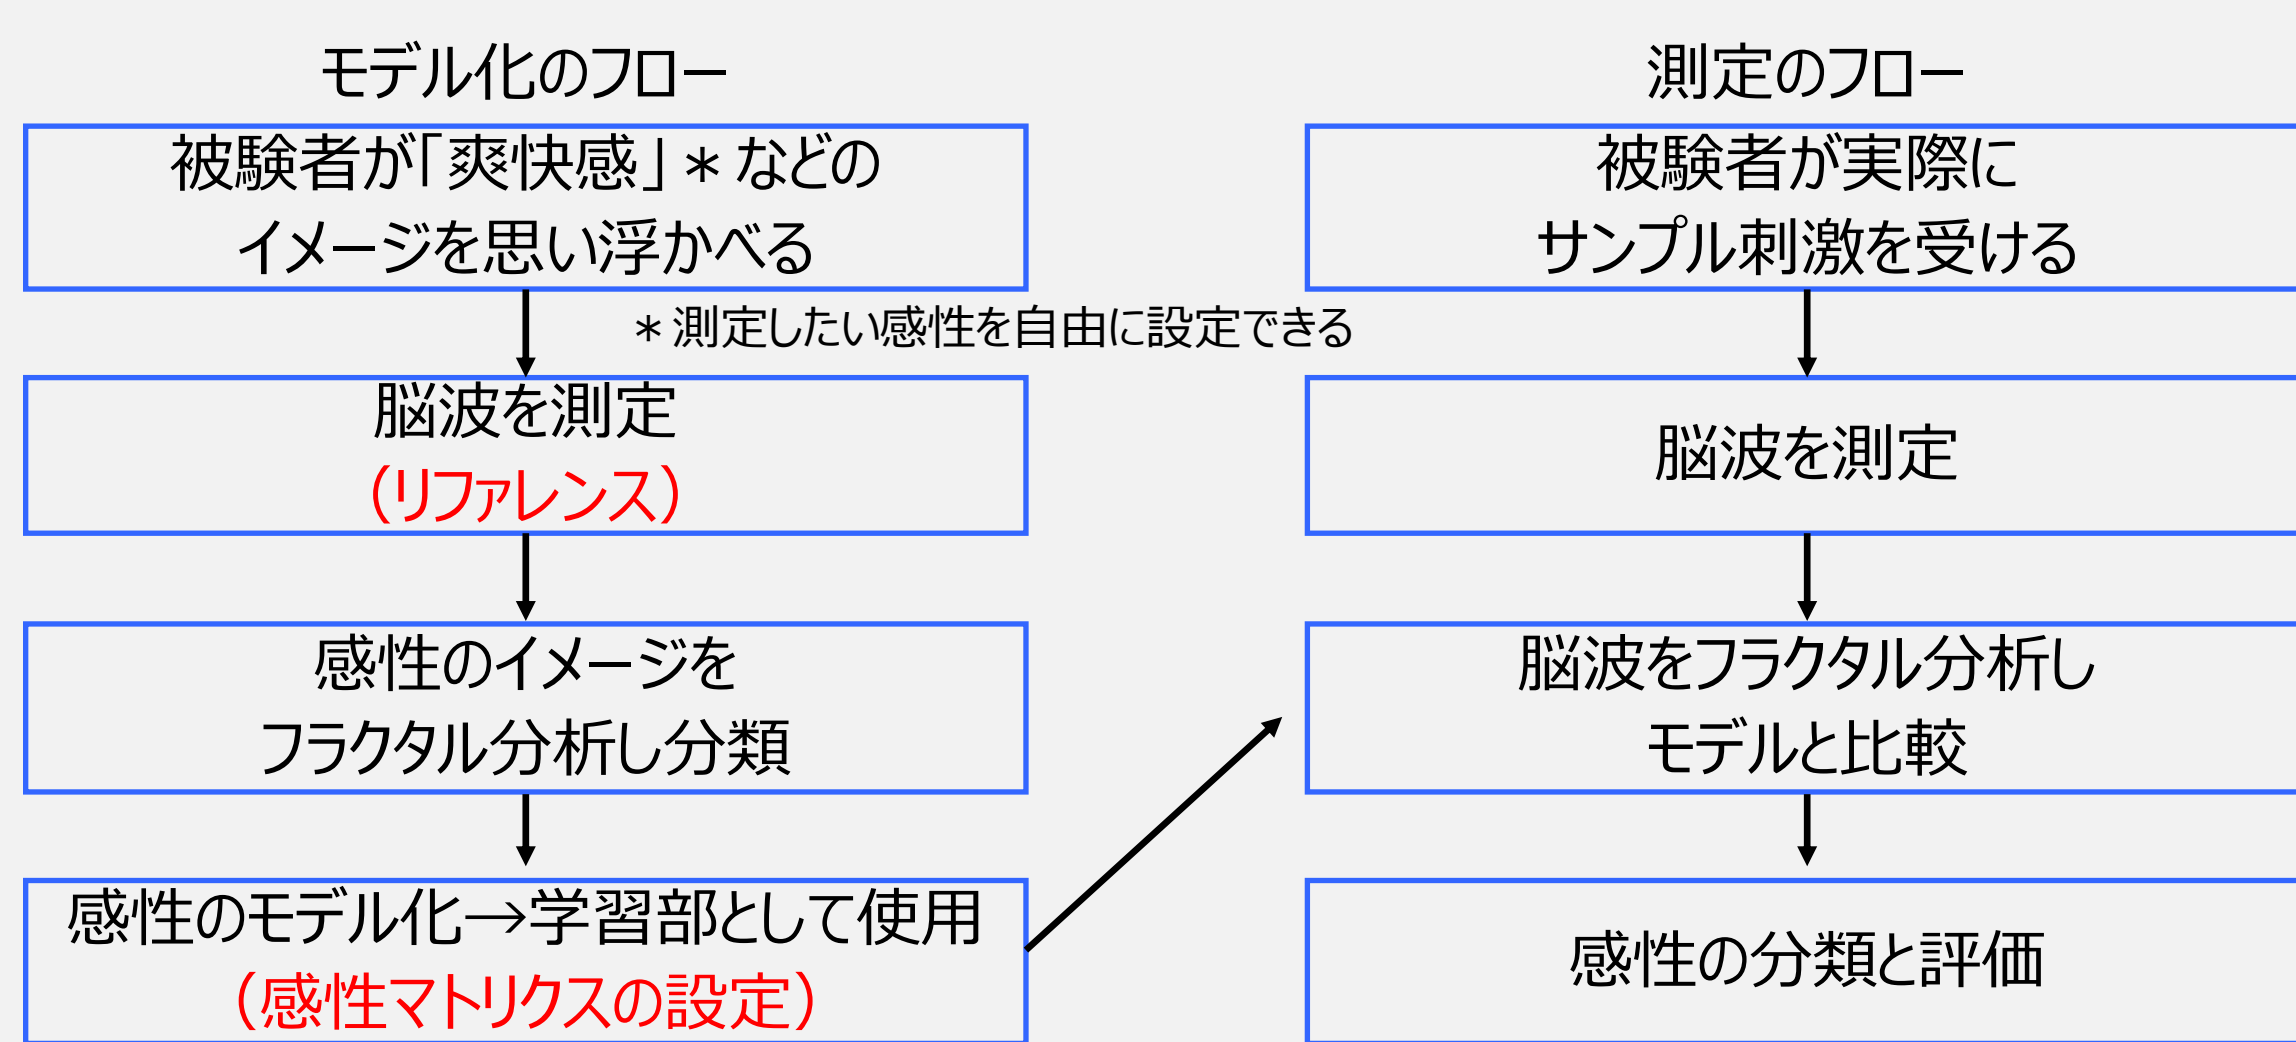 モデル化のフロー
被験者が「爽快感」＊などの
イメージを思い浮かべる
＊測定したい感性を自由に設定できる
脳波を測定
（リファレンス）
感性のイメージを
フラクタル分析し分類
感性のモデル化→学習部として使用
（感性マトリクスの設定）
測定のフロー
被験者が実際に
サンプル刺激を受ける
脳波を測定
脳波をフラクタル分析し
モデルと比較
感性の分類と評価